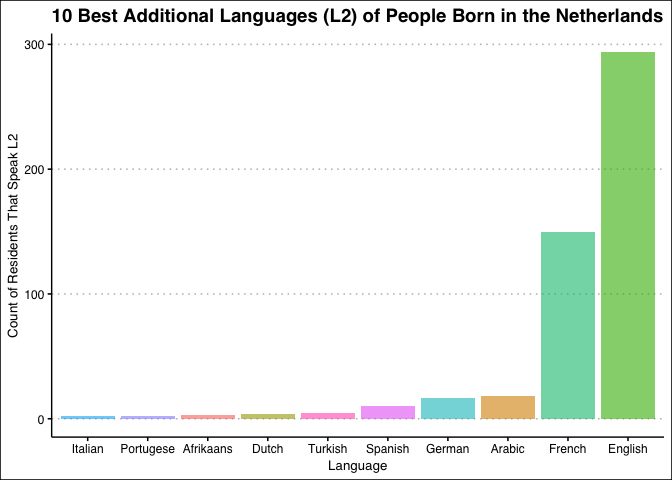 10 Best Additional Languages (L2) of People Born in the Netherlands
Count of Residents That Speak L2
300
200
100
0
Italian Portugese Afrikaans Dutch Turkish Spanish German Arabic French English
Language